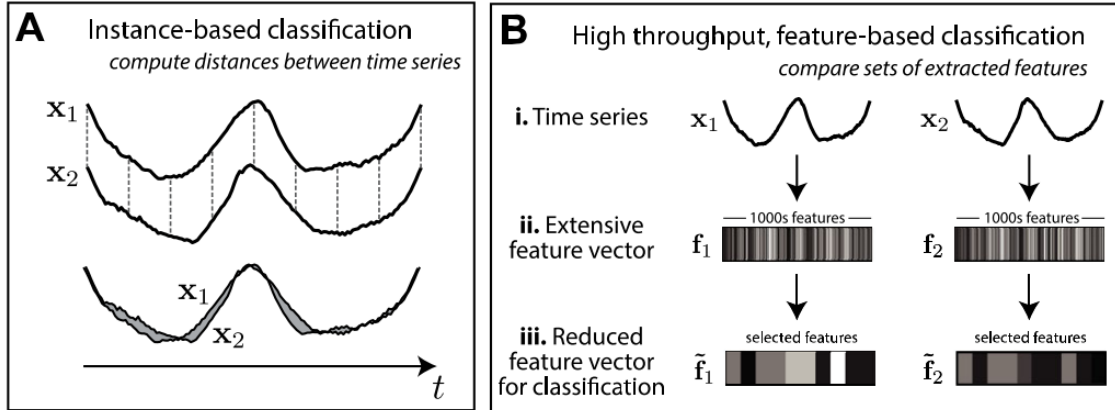 A Instance-based classification
compute distances between time series
x₁
x₂
x₁
x₂
t
B High throughput, feature-based classification
compare sets of extracted features
i. Time series x₁ x₂
1000s features 1000s features
ii. Extensive
feature vector f₁ f₂
iii. Reduced selected features selected features
feature vector f̃₁ f̃₂
for classification